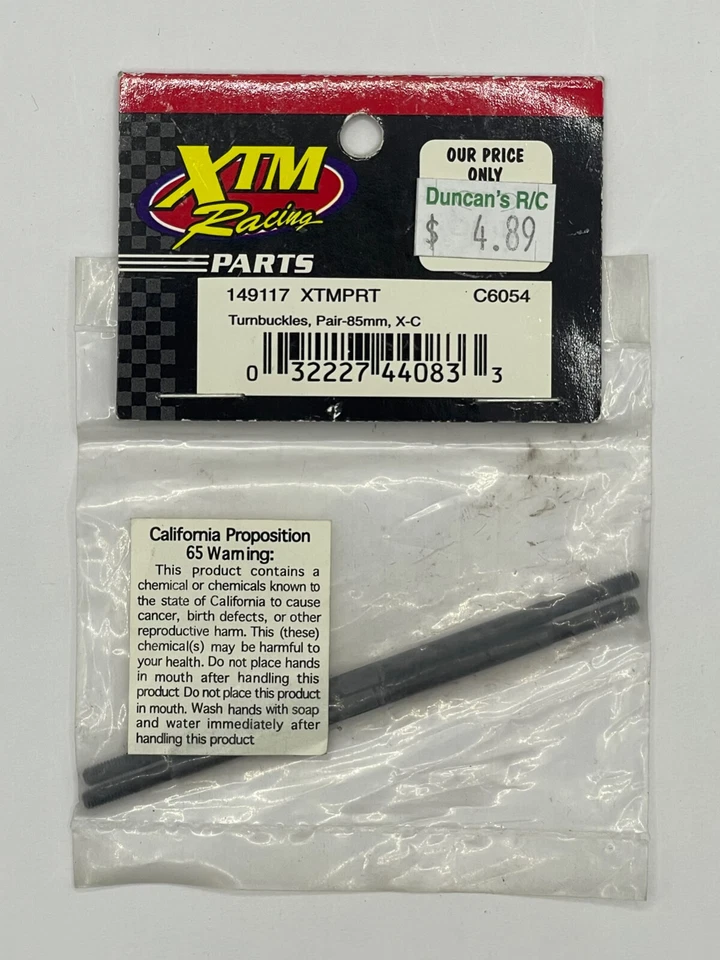 XTM
Racing
PARTS
OUR PRICE
ONLY
Duncan's R/C
$ 4.89
149117 XTMPRT C6054
Turnbuckles, Pair-85mm, X-C
0 32227 44083 3
California Proposition
65 Warning:
This product contains a
chemical or chemicals known to
the state of California to cause
cancer, birth defects, or other
reproductive harm. This (these)
chemical(s) may be harmful to
your health. Do not place hands
in mouth after handling this
product Do not place this product
in mouth. Wash hands with soap
and water immediately after
handling this product